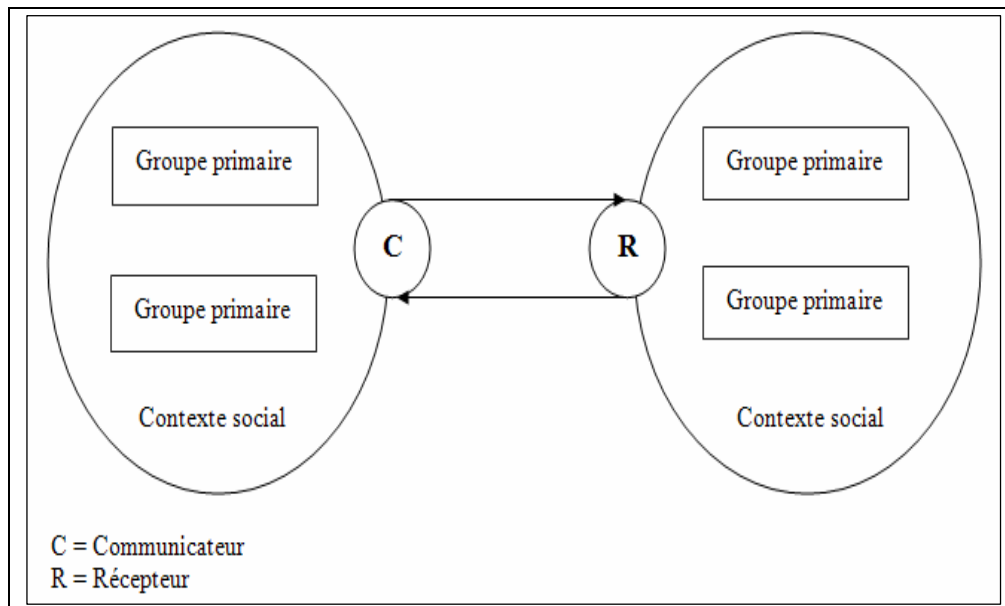 Groupe primaire
Groupe primaire
C
R
Groupe primaire
Groupe primaire
Contexte social
Contexte social
C = Communicateur
R = Récepteur